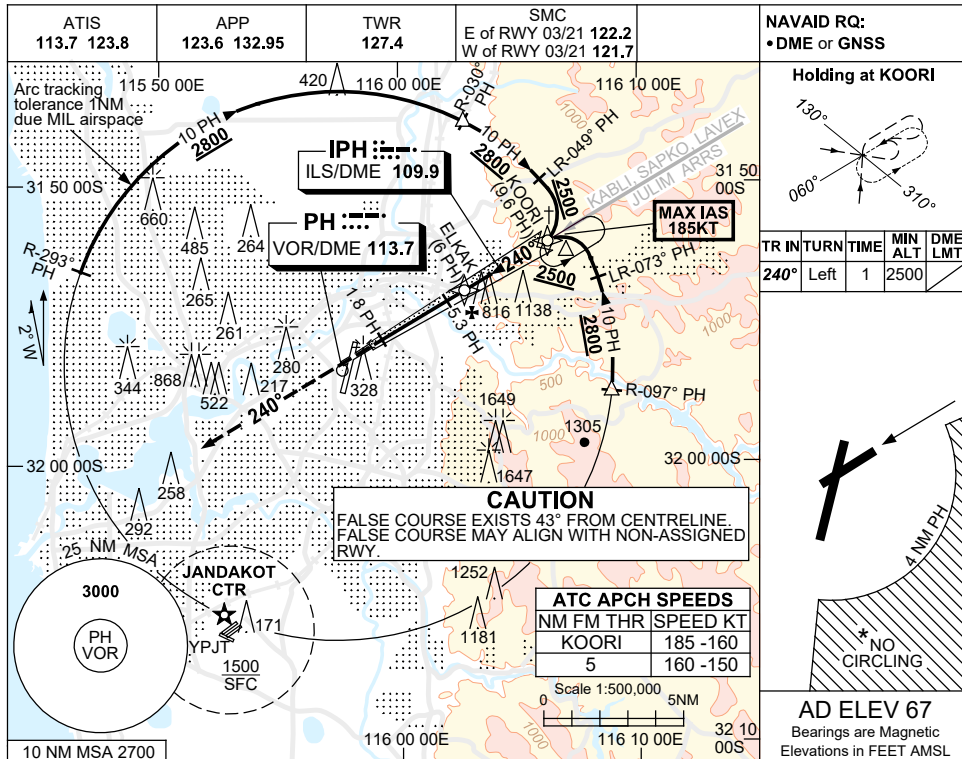 ATIS
113.7 123.8
APP
123.6 132.95
TWR
127.4
SMC
E of RWY 03/21 122.2
W of RWY 03/21 121.7
NAVAID RQ:
• DME or GNSS
115 50 00E
116 00 00E
116 10 00E
Arc tracking
tolerance 1NM
due MIL airspace
420
R-030°
PH
10 PH
2800
10 PH
2800
LR-049° PH
2500
KABLI, SAPKO, LAVEX
JULIM ARRS
1000
1000
31 50 00S
31 50
00S
IPH
ILS/DME 109.9
PH
VOR/DME 113.7
KOORI
(9.6 PH)
ELKAK
(6 PH)
240°
2500
MAX IAS
185KT
LR-073° PH
10 PH
2800
R-293°
PH
660
485
264
265
261
280
344
868
522
217
328
1.8 PH
5.3 PH
816
1138
240°
1000
500
R-097° PH
1649
1000
1305
1647
32 00 00S
32 00 00S
258
292
CAUTION
FALSE COURSE EXISTS 43° FROM CENTRELINE.
FALSE COURSE MAY ALIGN WITH NON-ASSIGNED
RWY.
25 NM MSA
3000
PH
VOR
JANDAKOT
CTR
171
YPJT
1500
SFC
1252
1181
ATC APCH SPEEDS
NM FM THR SPEED KT
KOORI 185 -160
5 160 -150
Scale 1:500,000
0 5NM
1000
10 NM MSA 2700
116 00 00E
116 10 00E
32 10
00S
2° W
Holding at KOORI
130°
060°
310°
TR IN TURN TIME MIN ALT DME LMT
240° Left 1 2500
4 NM PH
*
NO
CIRCLING
AD ELEV 67
Bearings are Magnetic
Elevations in FEET AMSL